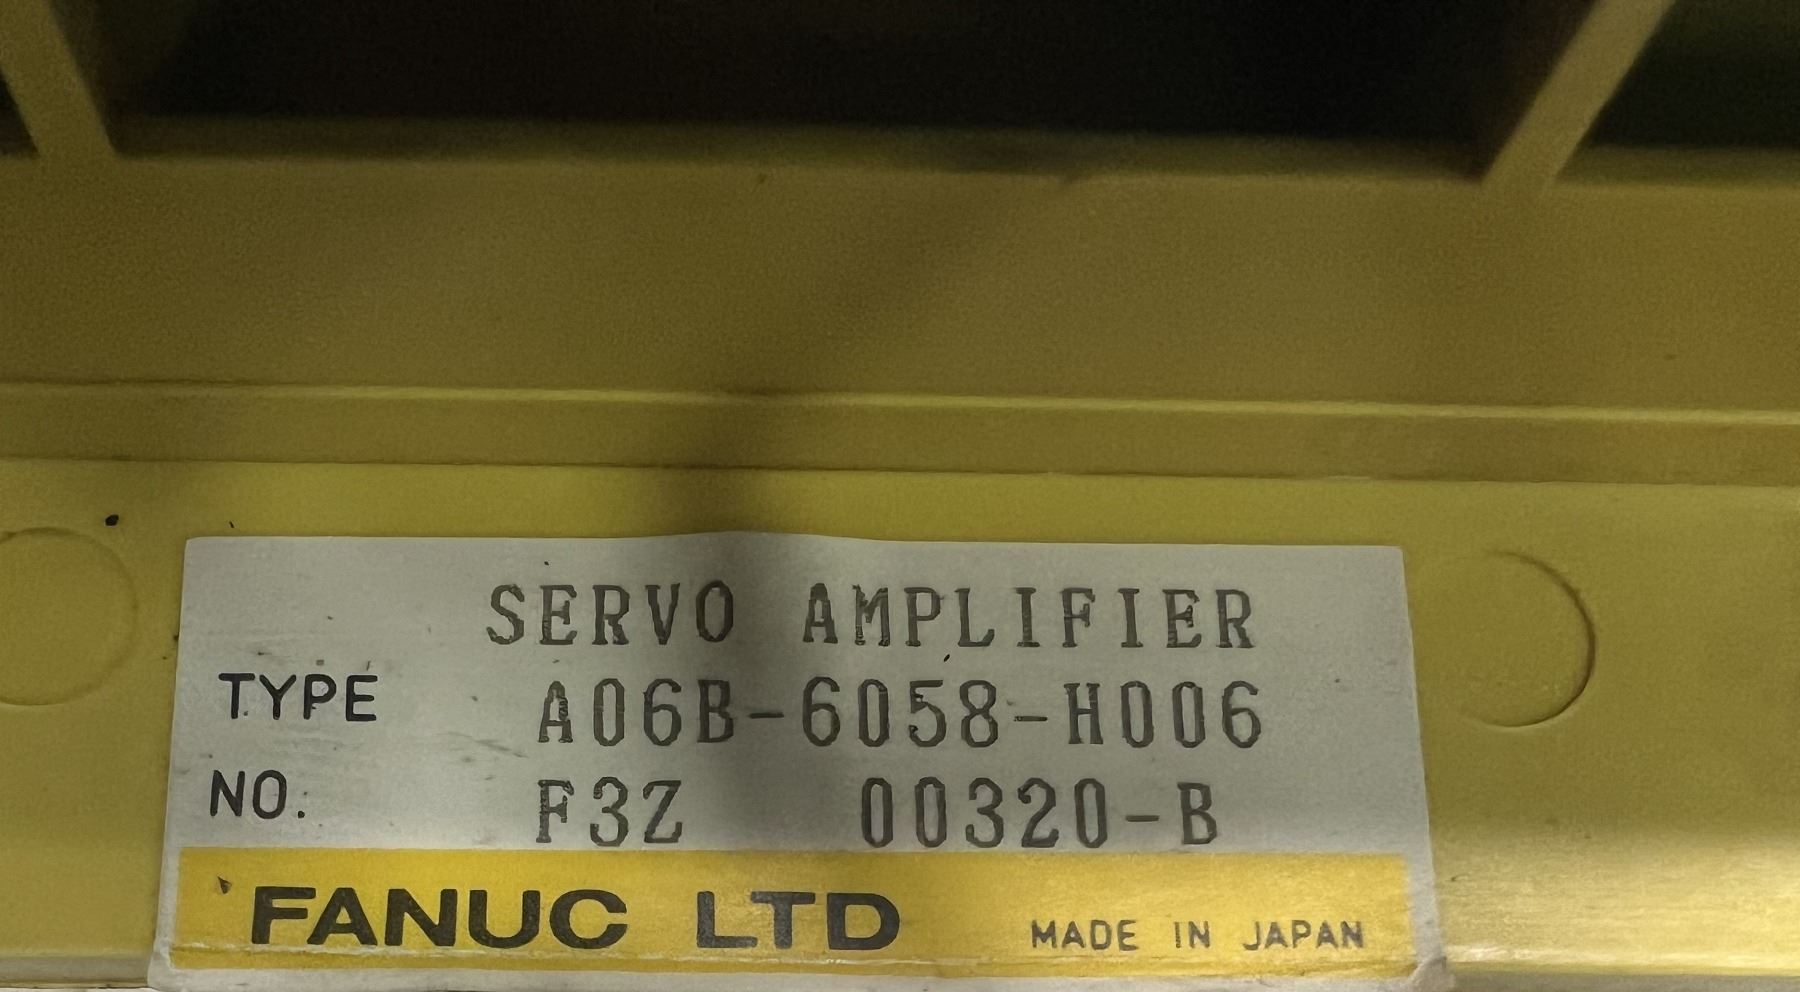 SERVO AMPLIFIER
TYPE A06B-6058-H006
NO. F3Z 00320-B
FANUC LTD MADE IN JAPAN